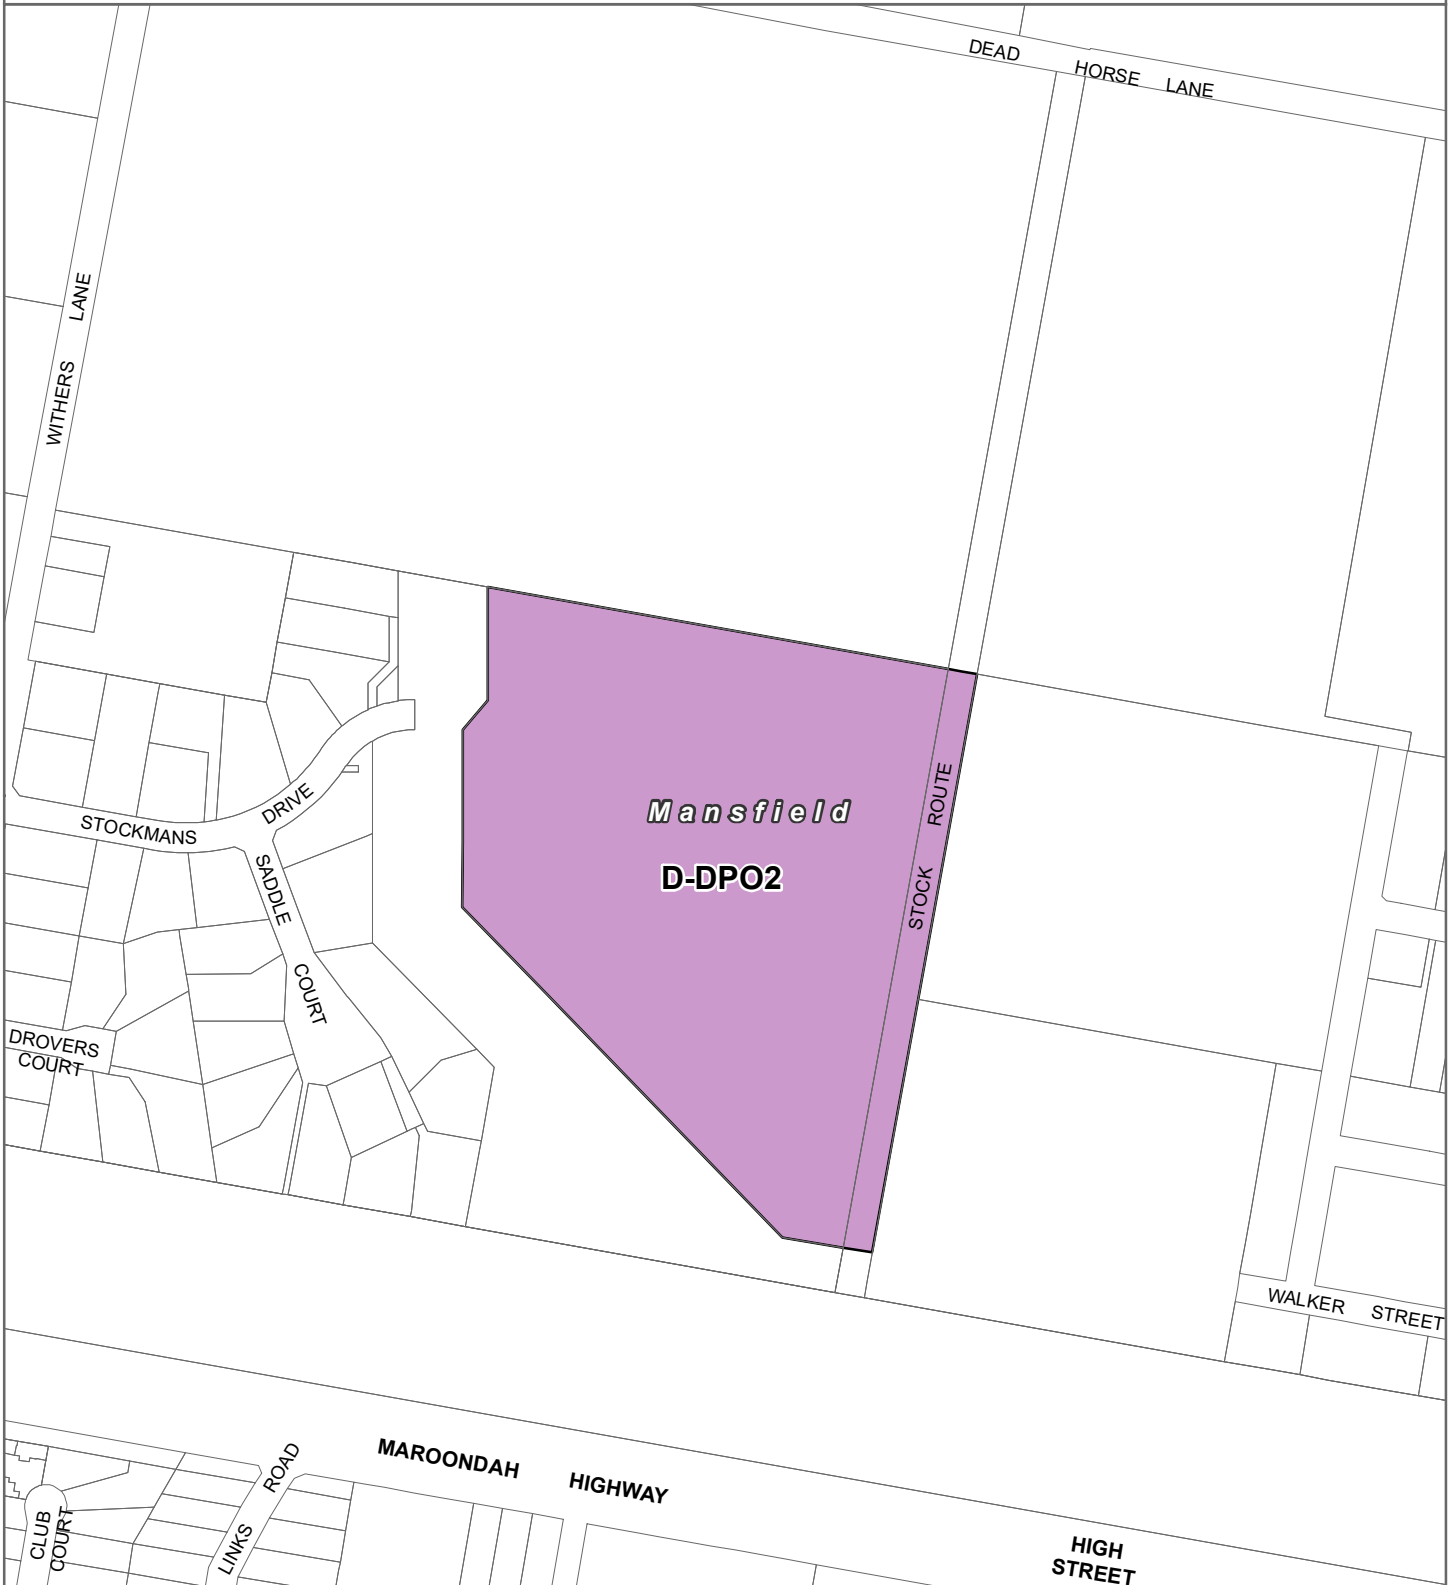 DEAD HORSE LANE
WITHERS LANE
Mansfield
D-DPO2
STOCK ROUTE
STOCKMANS DRIVE
SADDLE COURT
DROVERS
COURT
WALKER STREET
MAROONDAH HIGHWAY
LINKS ROAD
CLUB
COURT
HIGH
STREET